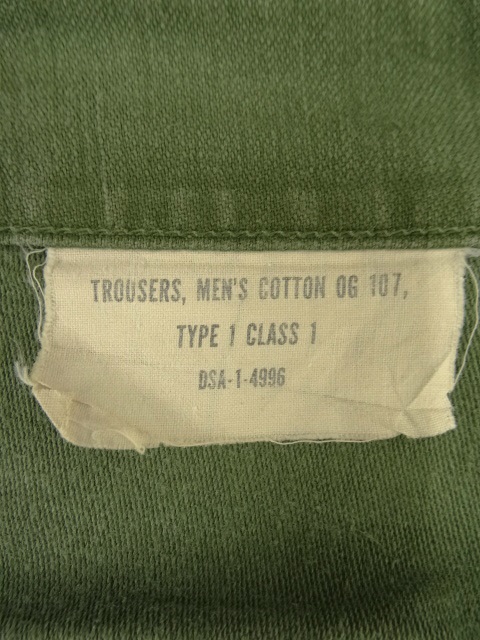 TROUSERS, MEN'S COTTON OG 107,
TYPE 1 CLASS 1
DSA-1-4996